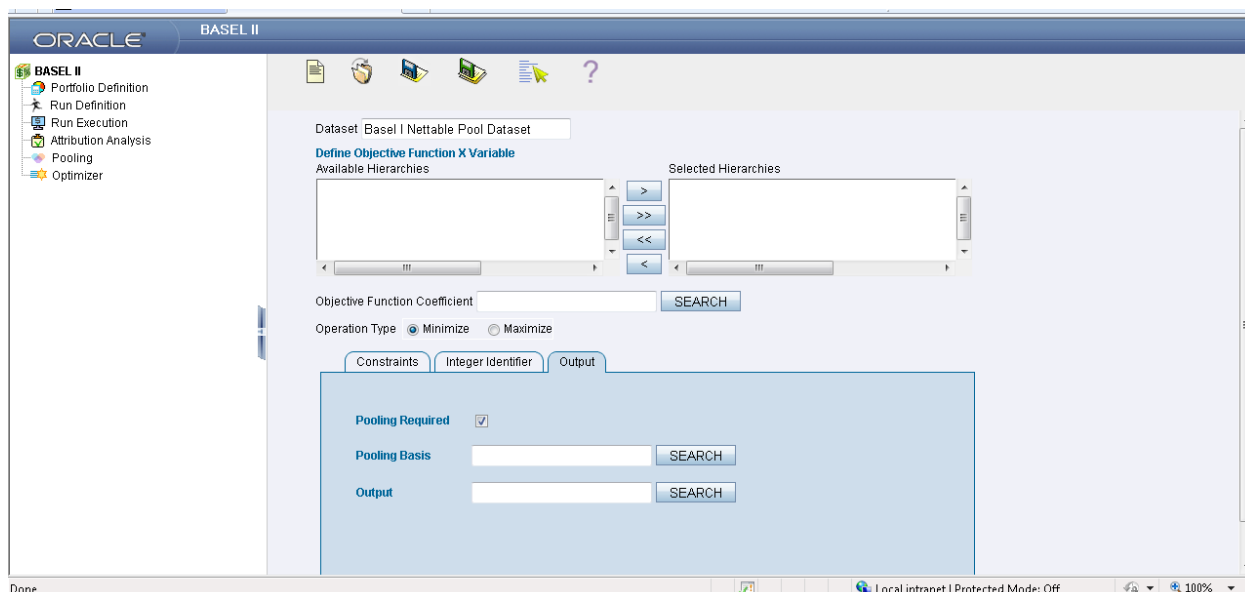 ORACLE®
BASEL II
BASEL II
Portfolio Definition
Run Definition
Run Execution
Attribution Analysis
Pooling
Optimizer
?
Dataset Basel I Nettable Pool Dataset
Define Objective Function X Variable
Available Hierarchies
Selected Hierarchies
>
>>
<<
<
Objective Function Coefficient
SEARCH
Operation Type Minimize Maximize
Constraints Integer Identifier Output
Pooling Required
Pooling Basis SEARCH
Output SEARCH
Done
Local intranet | Protected Mode: Off
100%